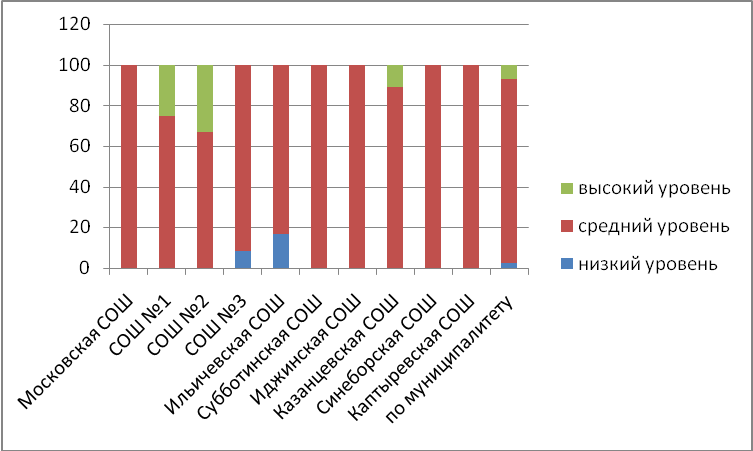 120
100
80
60
40
20
0
Московская СОШ
СОШ №1
СОШ №2
СОШ №3
Ильичевская СОШ
Субботинская СОШ
Иджинская СОШ
Казанцевская СОШ
Синеборская СОШ
Каптыревская СОШ
по муниципалитету
высокий уровень
средний уровень
низкий уровень